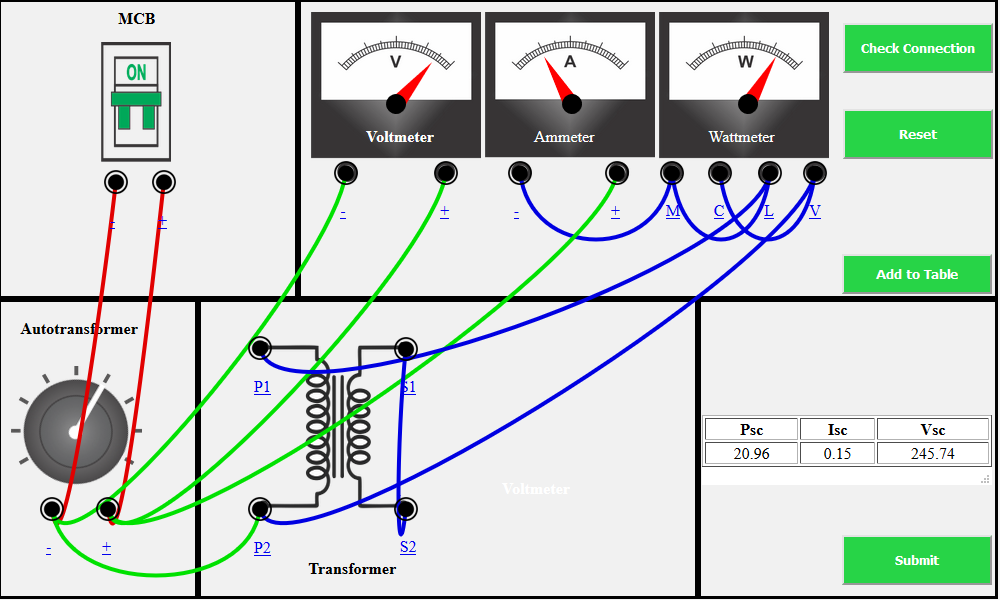 MCB
ON
- +
V
A
W
Voltmeter
Ammeter
Wattmeter
- + - + M C L V
Check Connection
Reset
Add to Table
Autotransformer
- +
P1 S1
P2 S2
Transformer
Voltmeter
Psc Isc Vsc
20.96 0.15 245.74
Submit